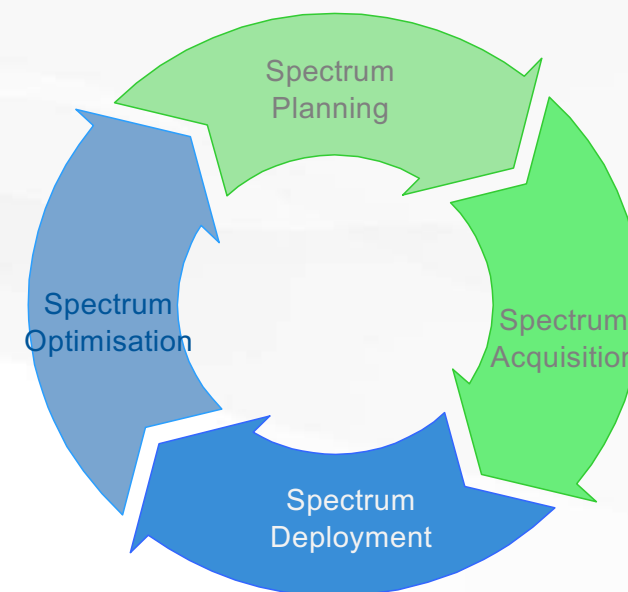 Spectrum
Planning
Spectrum
Acquisition
Spectrum
Deployment
Spectrum
Optimisation